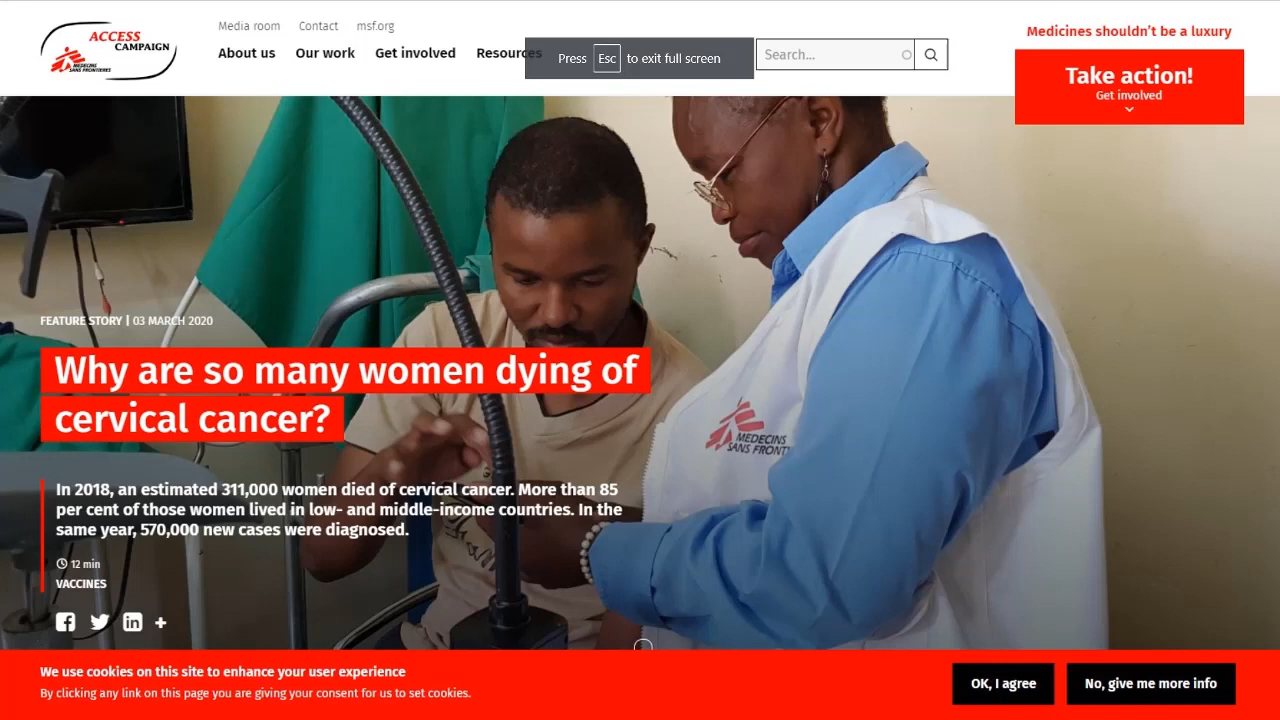 Media room Contact msf.org
ACCESS
CAMPAIGN
MEDECINS
SANS FRONTIERES
About us Our work Get involved Resources
Press Esc to exit full screen
Search...
Medicines shouldn't be a luxury
Take action!
Get involved
MEDECINS
SANS FRONT
FEATURE STORY | 03 MARCH 2020
Why are so many women dying of
cervical cancer?
In 2018, an estimated 311,000 women died of cervical cancer. More than 85
per cent of those women lived in low- and middle-income countries. In the
same year, 570,000 new cases were diagnosed.
12 min
VACCINES
We use cookies on this site to enhance your user experience
By clicking any link on this page you are giving your consent for us to set cookies.
OK, I agree
No, give me more info